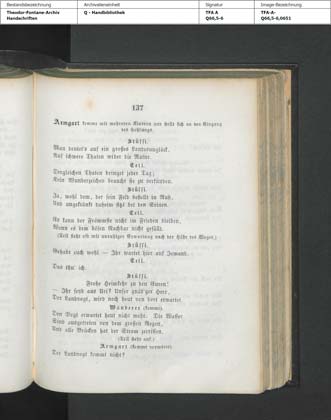 Bestandsbezeichnung
Archivalieneinheit
Signatur
Image-Bezeichnung
Theodor-Fontane-Archiv
Handschriften
Q - Handbibliothek
TFA A
Q66,5-6
TFA-A-
Q66,5-6,0651
137
Armgart kommt mit mehreren Kindern und stellt sich an den Eingang
des Hohlwegs.
Stüssi.
Man deutet's auf ein großes Landesunglück,
Auf schwere Thaten wider die Natur.
Tell.
Dergleichen Thaten bringet jeder Tag;
Kein Wunderzeichen braucht sie zu verkünden.
Stüssi.
Ja, wohl dem, der sein Feld bestellt in Ruh,
Und ungekränkt daheim sitzt bei den Seinen.
Tell.
Es kann der Frömmste nicht im Frieden bleiben,
Wenn es dem bösen Nachbar nicht gefällt.
(Tell sieht oft mit unruhiger Erwartung nach der Höhe des Weges.)
Stüssi.
Gehabt euch wohl — Ihr wartet hier auf Jemand.
Tell.
Das thu' ich.
Stüssi.
Frohe Heimkehr zu den Euren!
— Ihr seid aus Uri? Unser gnäd'ger Herr,
Der Landvogt, wird noch heut von dort erwartet.
Wanderer (kommt).
Den Vogt erwartet heut nicht mehr. Die Wasser
Sind ausgetreten von dem großen Regen,
Und alle Brücken hat der Strom zerrissen.
(Tell steht auf.)
Armgart (kommt vorwärts).
Der Landvogt kommt nicht?